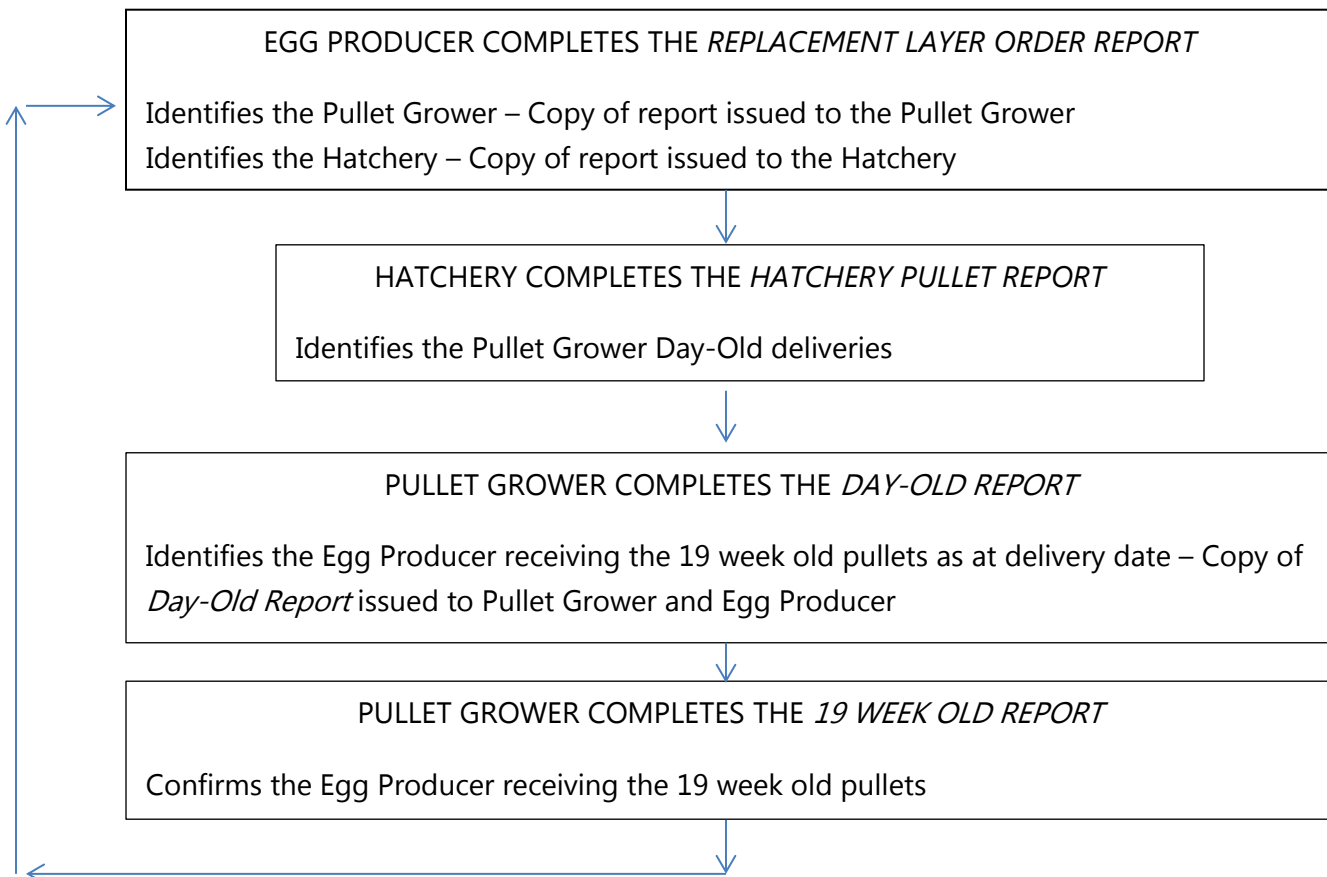 EGG PRODUCER COMPLETES THE REPLACEMENT LAYER ORDER REPORT
Identifies the Pullet Grower – Copy of report issued to the Pullet Grower
Identifies the Hatchery – Copy of report issued to the Hatchery
HATCHERY COMPLETES THE HATCHERY PULLET REPORT
Identifies the Pullet Grower Day-Old deliveries
PULLET GROWER COMPLETES THE DAY-OLD REPORT
Identifies the Egg Producer receiving the 19 week old pullets as at delivery date – Copy of
Day-Old Report issued to Pullet Grower and Egg Producer
PULLET GROWER COMPLETES THE 19 WEEK OLD REPORT
Confirms the Egg Producer receiving the 19 week old pullets